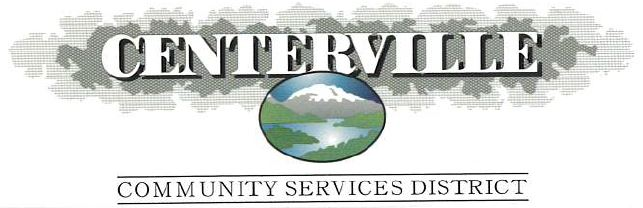 CENTERVILLE
COMMUNITY SERVICES DISTRICT